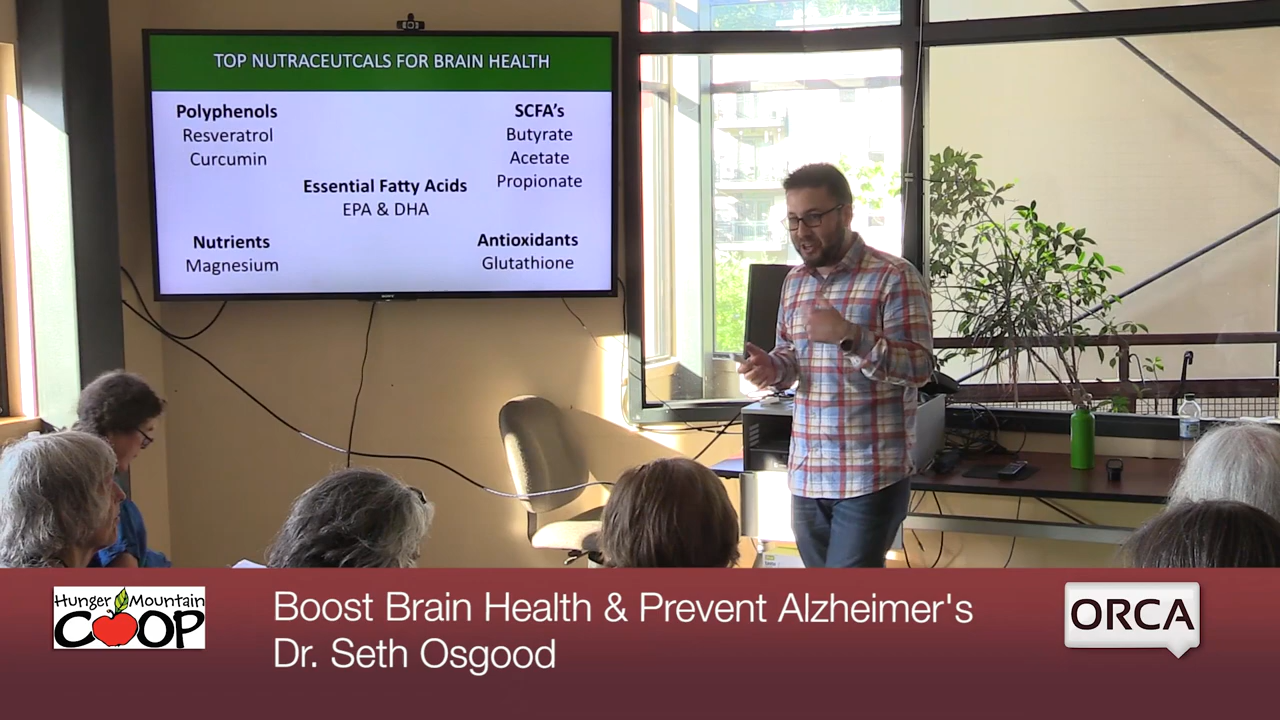 TOP NUTRACEUTCALS FOR BRAIN HEALTH
Polyphenols
Resveratrol
Curcumin
SCFA's
Butyrate
Acetate
Propionate
Essential Fatty Acids
EPA & DHA
Nutrients
Magnesium
Antioxidants
Glutathione
SONY
Hunger Mountain
COOP
Boost Brain Health & Prevent Alzheimer's
Dr. Seth Osgood
ORCA